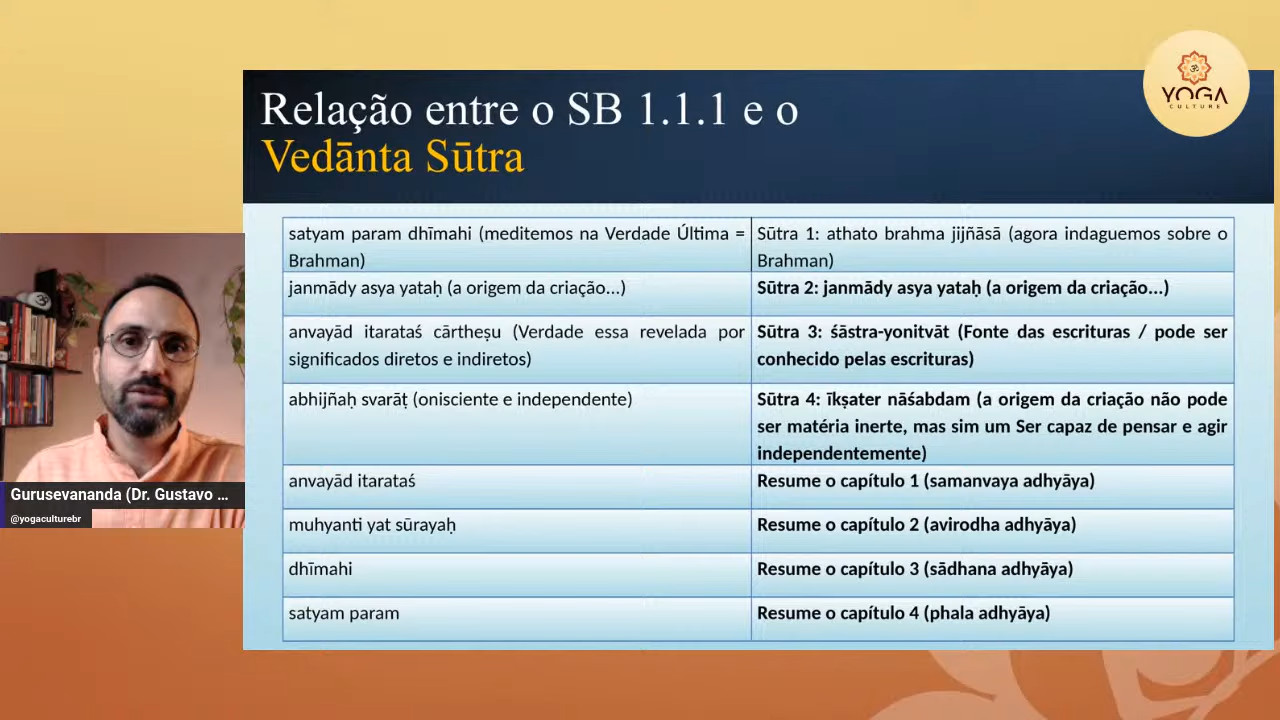 Relação entre o SB 1.1.1 e o
Vedānta Sūtra
ॐ
YOGA
CULTURE
satyam param dhīmahi (meditemos na Verdade Última =
Brahman)
Sūtra 1: athato brahma jijñāsā (agora indaguemos sobre o
Brahman)
janmādy asya yataḥ (a origem da criação...)
Sūtra 2: janmādy asya yataḥ (a origem da criação...)
anvayād itarataś cārtheṣu (Verdade essa revelada por
significados diretos e indiretos)
Sūtra 3: śāstra-yonitvāt (Fonte das escrituras / pode ser
conhecido pelas escrituras)
abhijñaḥ svarāṭ (onisciente e independente)
Sūtra 4: īkṣater nāśabdam (a origem da criação não pode
ser matéria inerte, mas sim um Ser capaz de pensar e agir
independentemente)
anvayād itarataś
Resume o capítulo 1 (samanvaya adhyāya)
muhyanti yat sūrayaḥ
Resume o capítulo 2 (avirodha adhyāya)
dhīmahi
Resume o capítulo 3 (sādhana adhyāya)
satyam param
Resume o capítulo 4 (phala adhyāya)
Gurusevananda (Dr. Gustavo ...
@yogaculturebr